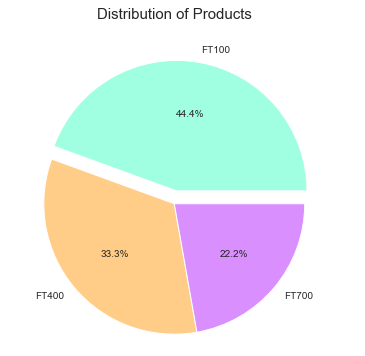 Distribution of Products
FT100
44.4%
33.3%
22.2%
FT400
FT700